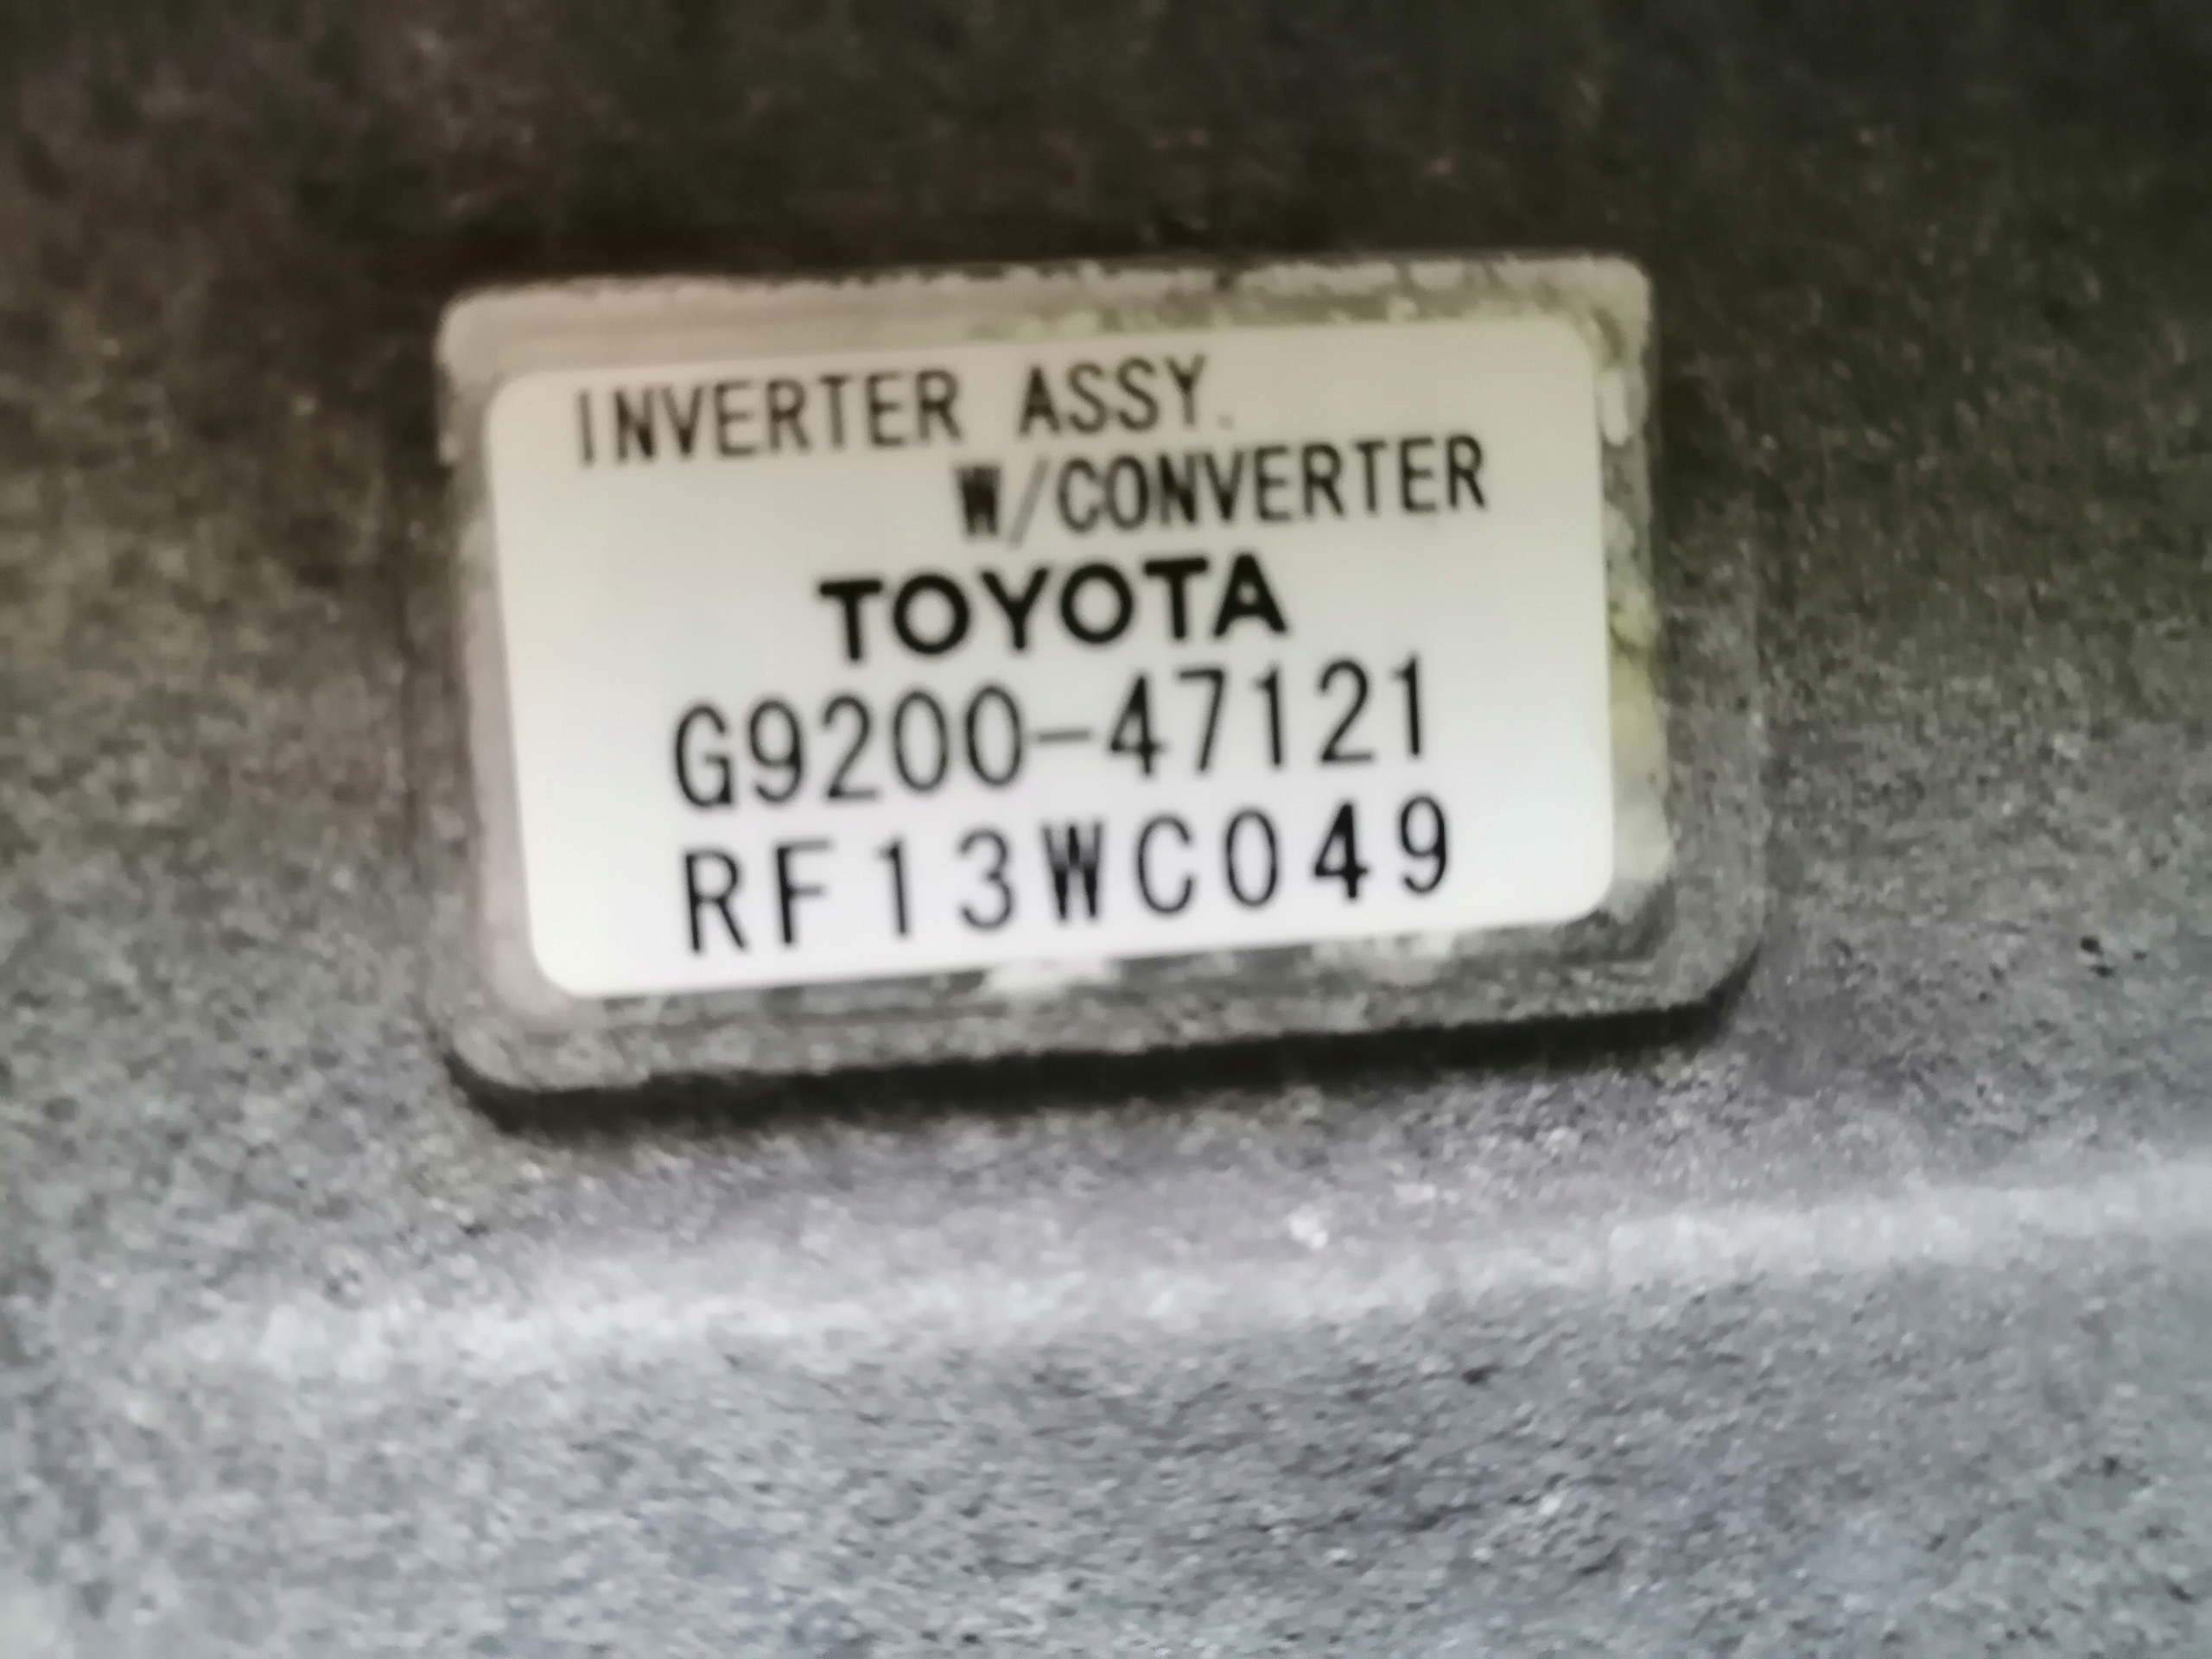 INVERTER ASSY.
W/CONVERTER
TOYOTA
G9200-47121
RF13WC049